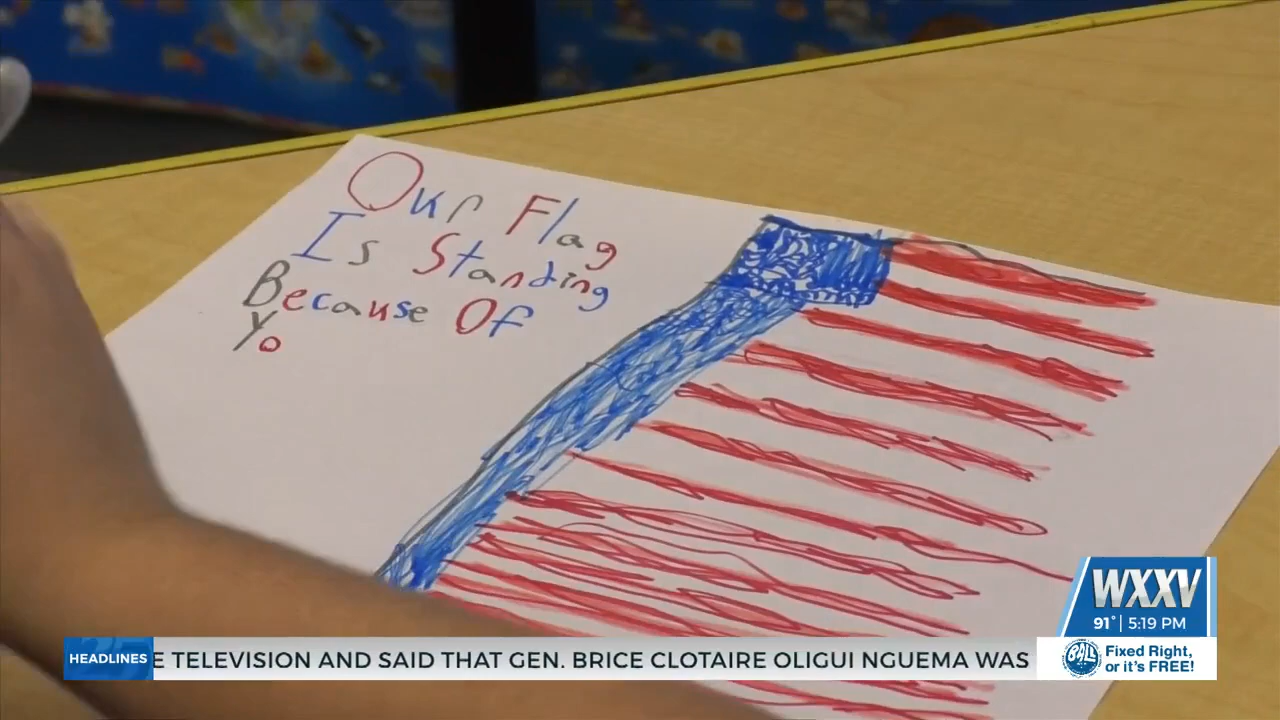 Our Flag
Is Standing
Because Of
Yo
WXXV
91° | 5:19 PM
HEADLINES
E TELEVISION AND SAID THAT GEN. BRICE CLOTAIRE OLIGUI NGUEMA WAS
BALL
Fixed Right,
or it's FREE!